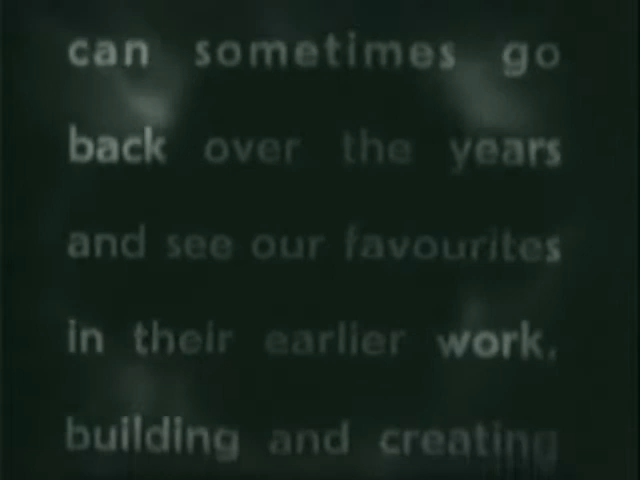 can sometimes go
back over the years
and see our favourites
in their earlier work,
building and creating